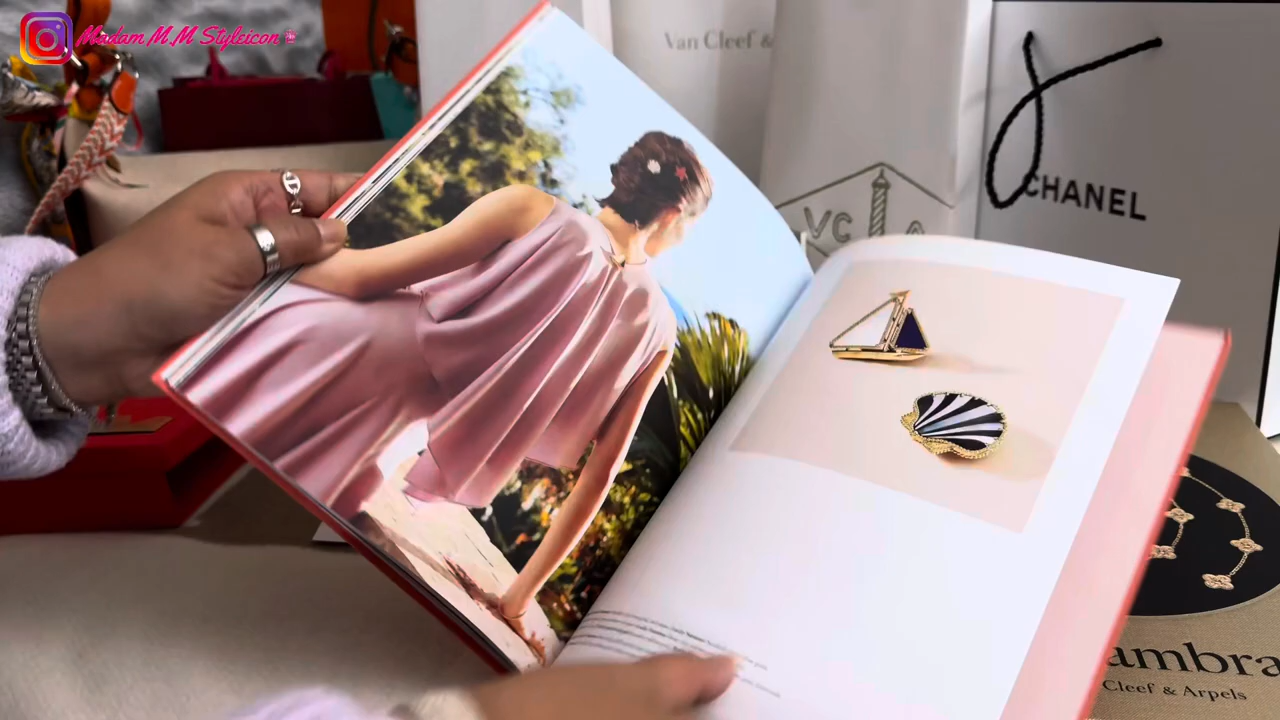 Madam M.M Styleicon
Van Cleef &
VC A
CHANEL
ambra
Cleef & Arpels